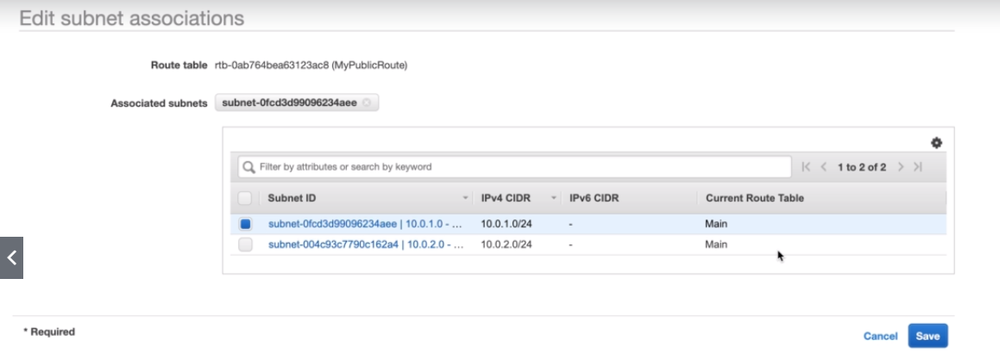 Edit subnet associations
Route table rtb-0ab764bea63123ac8 (MyPublicRoute)
Associated subnets subnet-0fcd3d99096234aee
Filter by attributes or search by keyword
1 to 2 of 2
Subnet ID IPv4 CIDR IPv6 CIDR Current Route Table
subnet-0fcd3d99096234aee | 10.0.1.0 - ... 10.0.1.0/24 - Main
subnet-004c93c7790c162a4 | 10.0.2.0 - ... 10.0.2.0/24 - Main
* Required
Cancel Save